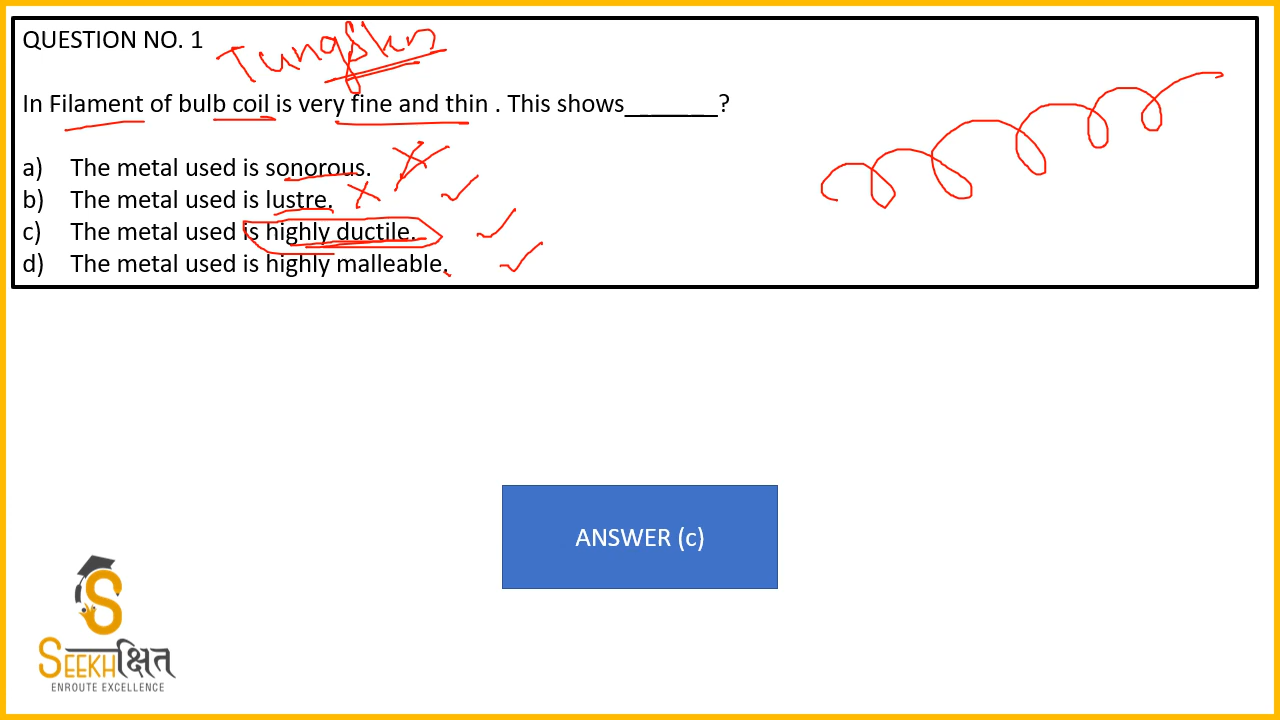 QUESTION NO. 1
Tungsten
In Filament of bulb coil is very fine and thin . This shows_______?
a) The metal used is sonorous.
b) The metal used is lustre.
c) The metal used is highly ductile.
d) The metal used is highly malleable.
ANSWER (c)
SEEKHक्षित
ENROUTE EXCELLENCE